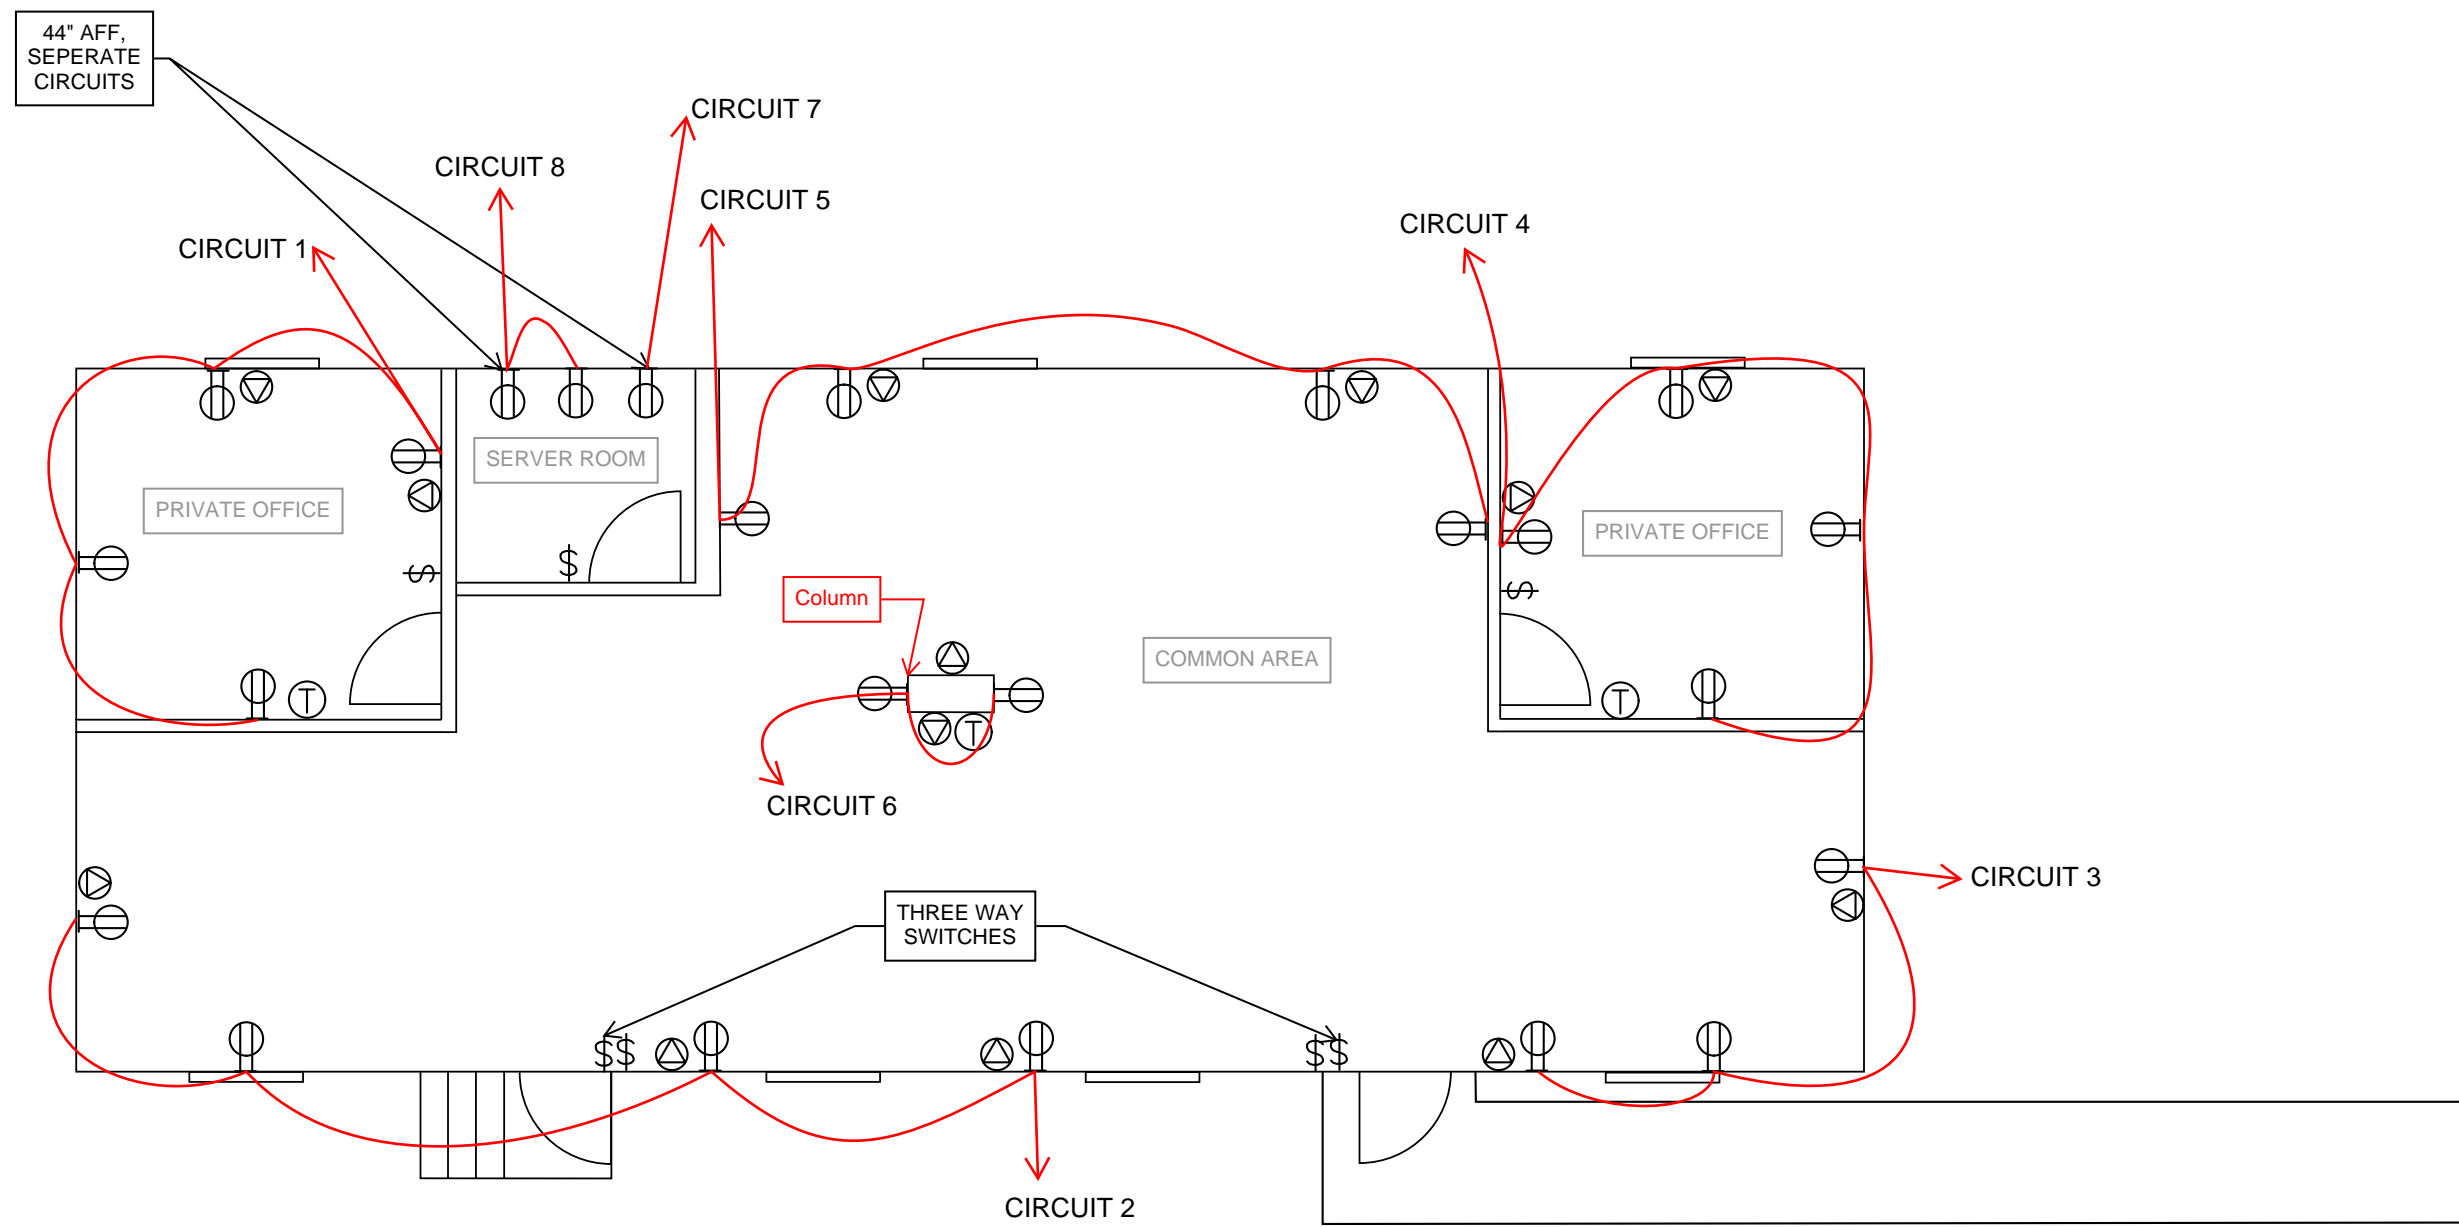 44" AFF,
SEPERATE
CIRCUITS
CIRCUIT 7
CIRCUIT 8
CIRCUIT 5
CIRCUIT 4
CIRCUIT 1
SERVER ROOM
PRIVATE OFFICE
PRIVATE OFFICE
$
$
$
$
Column
COMMON AREA
T
T
T
CIRCUIT 6
CIRCUIT 3
THREE WAY
SWITCHES
$$
$$
CIRCUIT 2